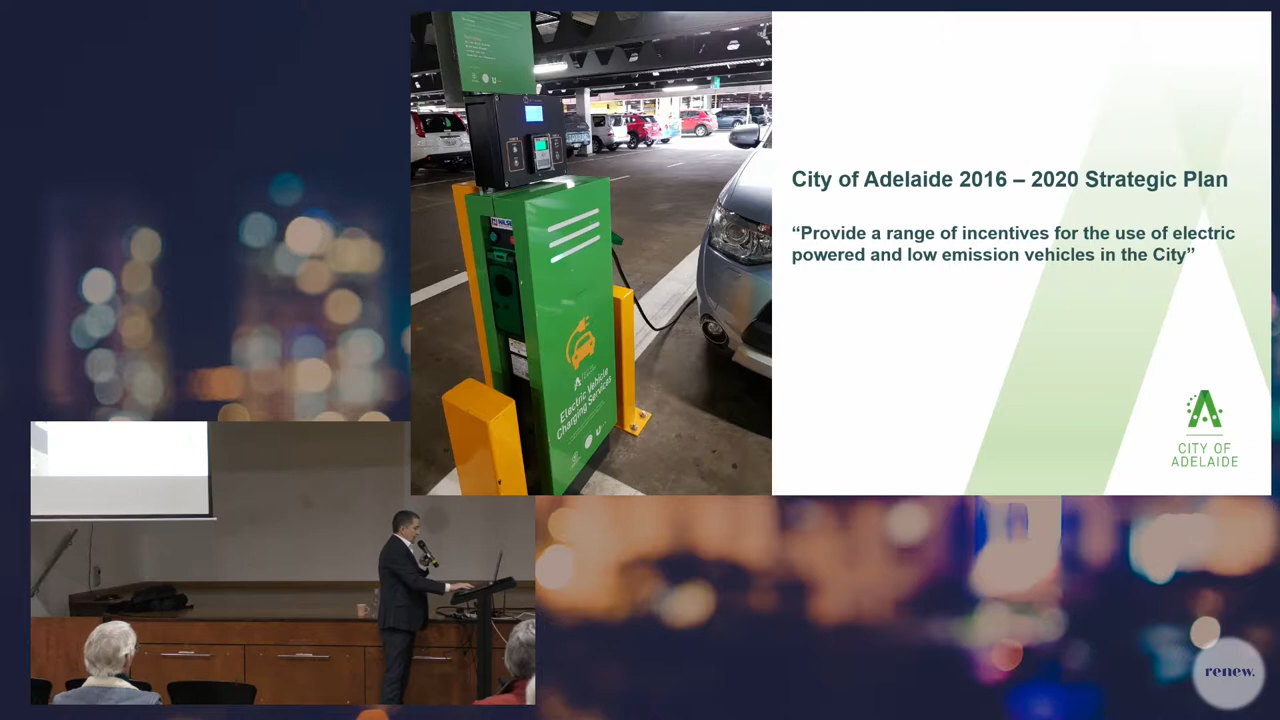 City of Adelaide 2016 – 2020 Strategic Plan
“Provide a range of incentives for the use of electric
powered and low emission vehicles in the City”
CITY OF
ADELAIDE
Electric Vehicle
Charging Services
renew.